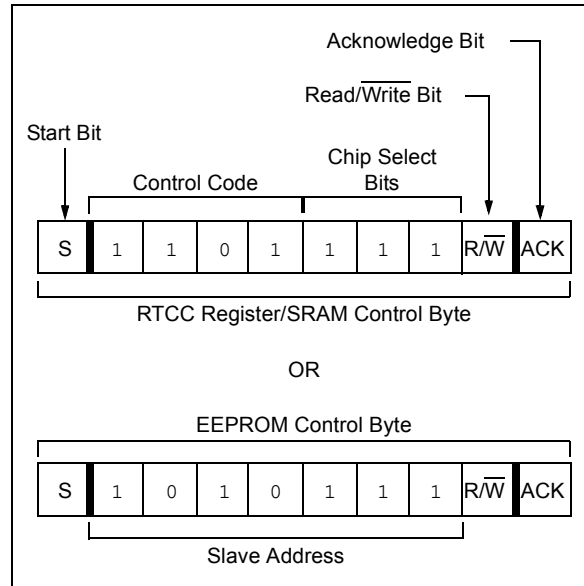 Acknowledge Bit
Read/Write Bit
Start Bit
Chip Select
Control Code Bits
S 1 1 0 1 1 1 1 R/W ACK
RTCC Register/SRAM Control Byte
OR
EEPROM Control Byte
S 1 0 1 0 1 1 1 R/W ACK
Slave Address